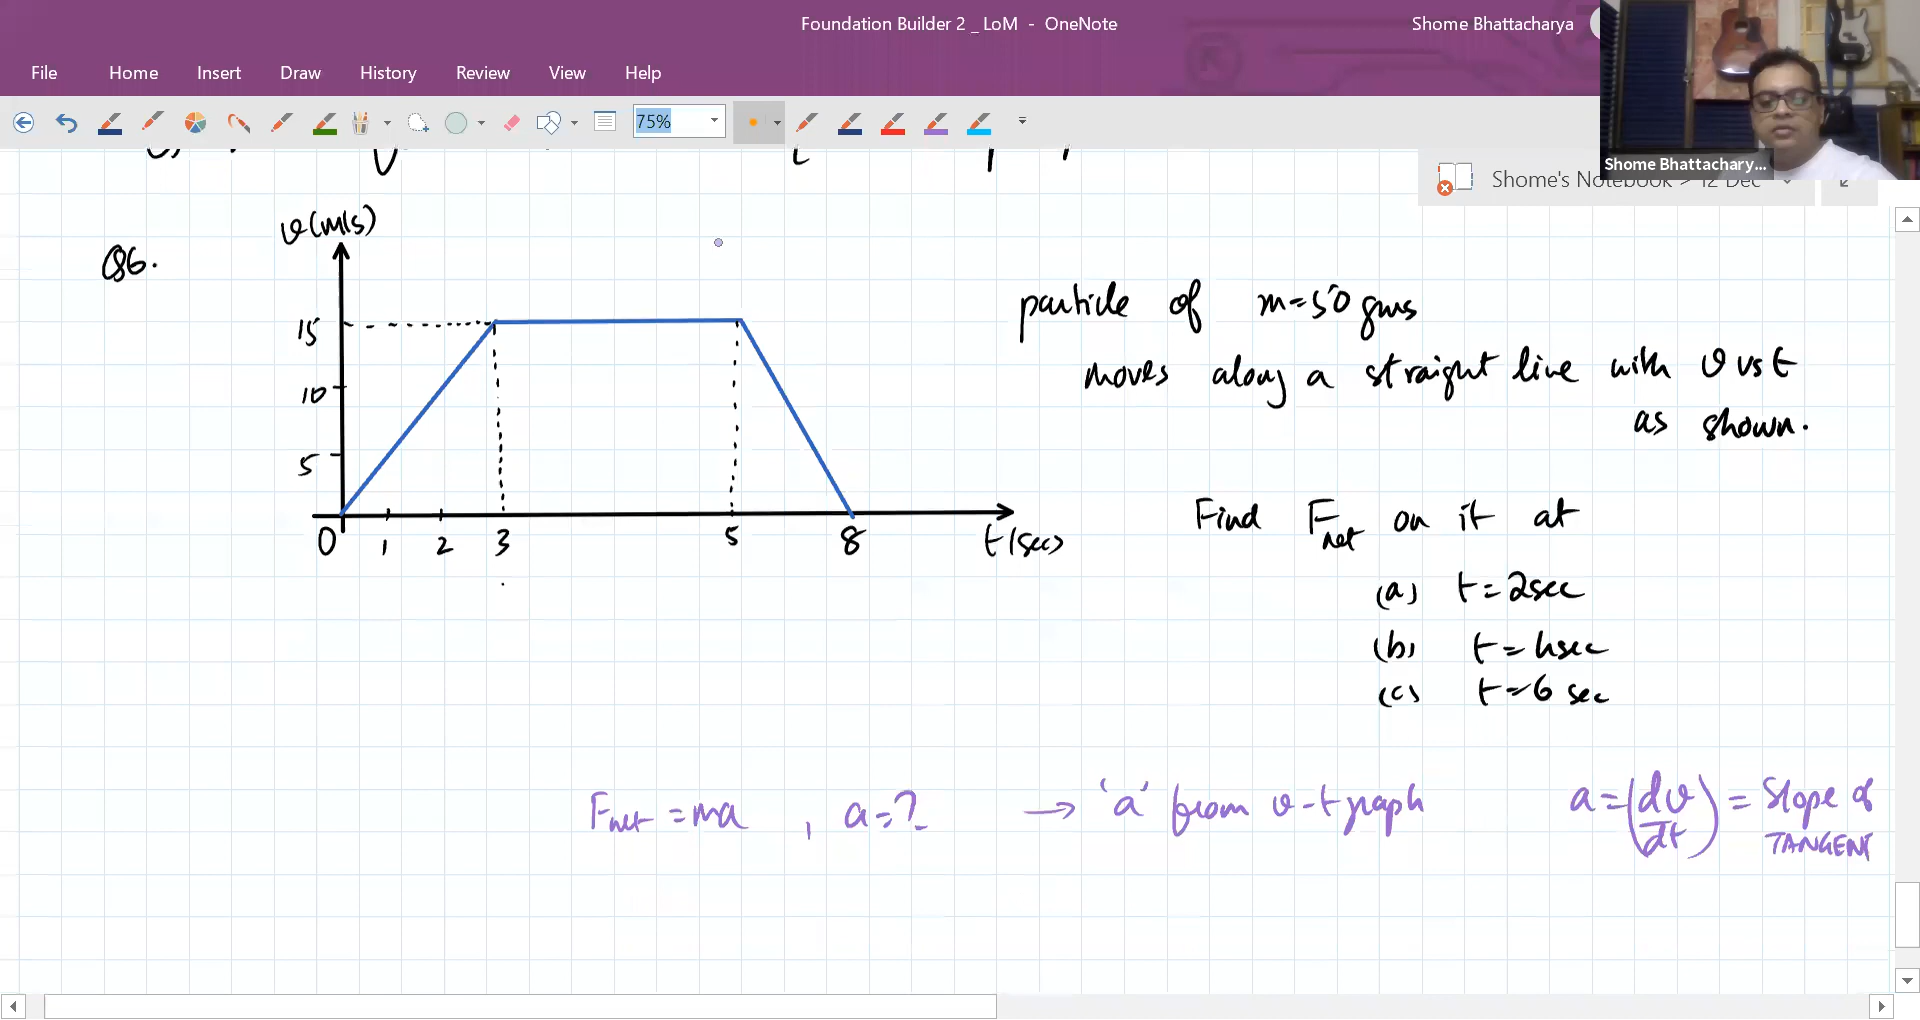 Foundation Builder 2 _ LoM - OneNote
Shome Bhattacharya
File Home Insert Draw History Review View Help
75%
Shome Bhattachary...
Shome's Notebook > 12 Dec
Q6.
v(m/s)
15
10
5
0 1 2 3 5 8 t(sec)
particle of m=50 gms
moves along a straight line with v vs t
as shown.
Find Fnet on it at
(a) t=2sec
(b) t=4sec
(c) t=6 sec
Fnet = ma , a=? → 'a' from v-t graph a=(dv/dt) = Slope of
TANGENT